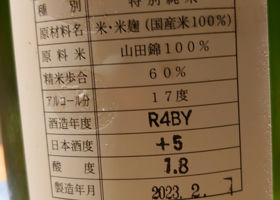 種 別 特別純米
原材料名 米・米麹(国産米100%)
原 料 米 山田錦100%
精米歩合 60%
アルコール分 17度
酒造年度 R4BY
日本酒度 +5
酸 度 1.8
製造年月 2023.2.